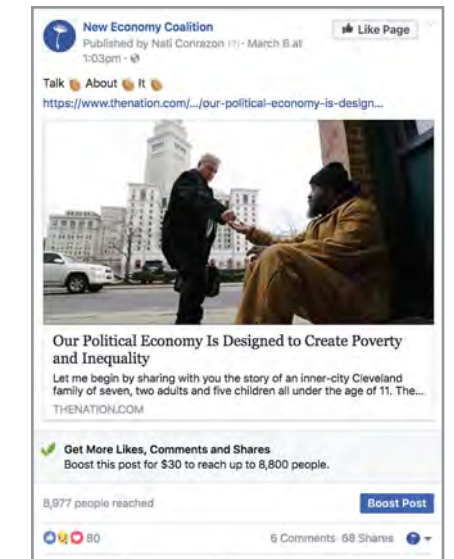 New Economy Coalition
Like Page
Published by Nati Conrazon [?] · March 6 at
1:03pm ·
Talk 👏 About 👏 It 👏
https://www.thenation.com/.../our-political-economy-is-design...
Our Political Economy Is Designed to Create Poverty
and Inequality
Let me begin by sharing with you the story of an inner-city Cleveland
family of seven, two adults and five children all under the age of 11. The...
THENATION.COM
Get More Likes, Comments and Shares
Boost this post for $30 to reach up to 8,800 people.
8,977 people reached
Boost Post
80
6 Comments 68 Shares